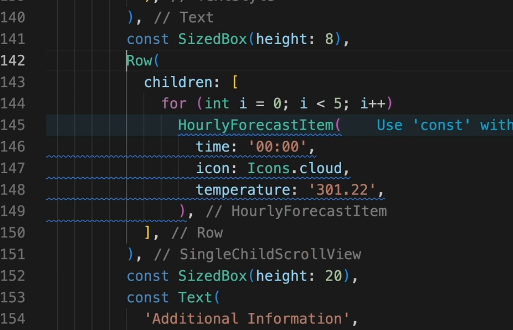 140 ), // Text
141 const SizedBox(height: 8),
142 Row(
143 children: [
144 for (int i = 0; i < 5; i++)
145 HourlyForecastItem( Use 'const' with
146 time: '00:00',
147 icon: Icons.cloud,
148 temperature: '301.22',
149 ), // HourlyForecastItem
150 ], // Row
151 ), // SingleChildScrollView
152 const SizedBox(height: 20),
153 const Text(
154 'Additional Information',